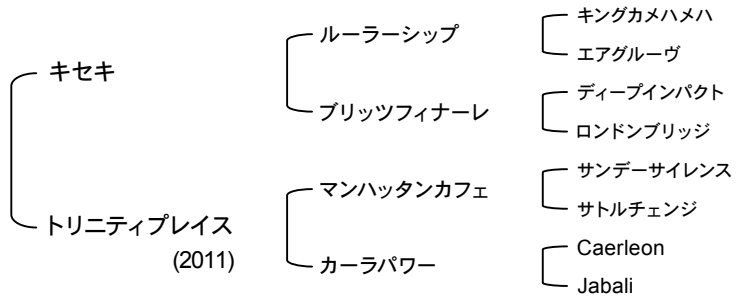 キングカメハメハ
ルーラーシップ
エアグルーヴ
キセキ
ディープインパクト
ブリッツフィナーレ
ロンドンブリッジ
サンデーサイレンス
マンハッタンカフェ
サトルチェンジ
トリニティプレイス
(2011)
Caerleon
カーラパワー
Jabali